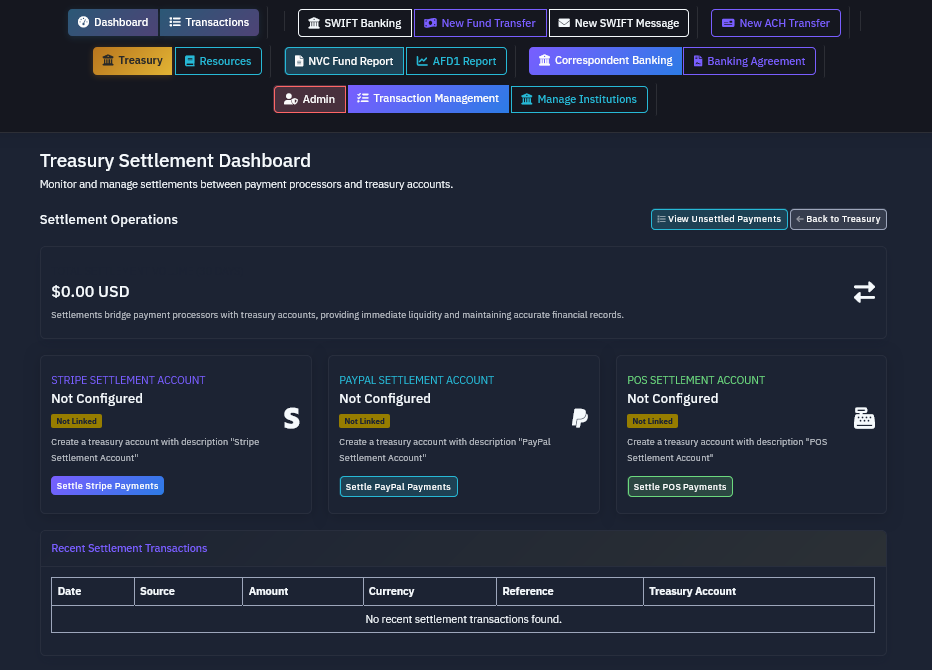 Dashboard Transactions SWIFT Banking New Fund Transfer New SWIFT Message New ACH Transfer
Treasury Resources NVC Fund Report AFD1 Report Correspondent Banking Banking Agreement
Admin Transaction Management Manage Institutions
Treasury Settlement Dashboard
Monitor and manage settlements between payment processors and treasury accounts.
Settlement Operations View Unsettled Payments Back to Treasury
$0.00 USD
Settlements bridge payment processors with treasury accounts, providing immediate liquidity and maintaining accurate financial records.
STRIPE SETTLEMENT ACCOUNT
Not Configured
Not Linked
Create a treasury account with description "Stripe
Settlement Account"
Settle Stripe Payments
PAYPAL SETTLEMENT ACCOUNT
Not Configured
Not Linked
Create a treasury account with description "PayPal
Settlement Account"
Settle PayPal Payments
POS SETTLEMENT ACCOUNT
Not Configured
Not Linked
Create a treasury account with description "POS
Settlement Account"
Settle POS Payments
Recent Settlement Transactions
Date Source Amount Currency Reference Treasury Account
No recent settlement transactions found.